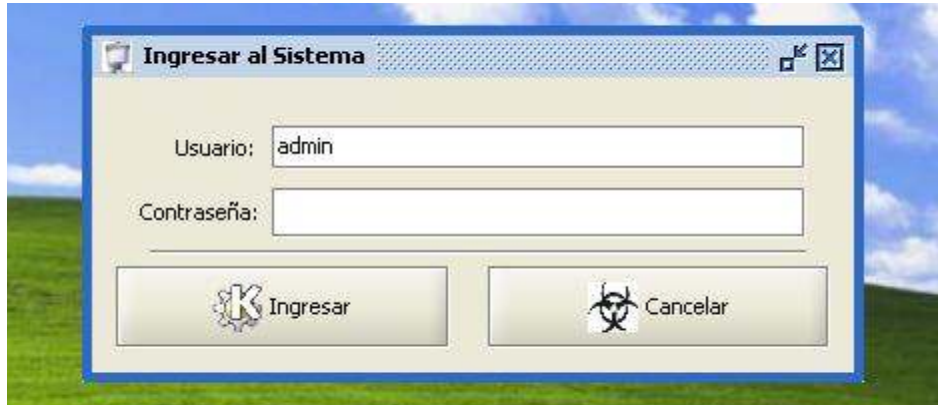 Ingresar al Sistema
Usuario: admin
Contraseña:
Ingresar Cancelar